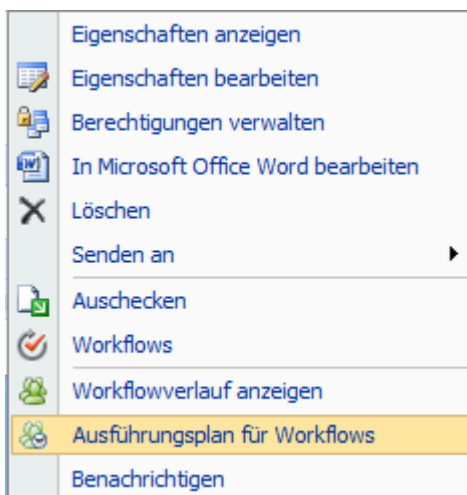 Eigenschaften anzeigen
Eigenschaften bearbeiten
Berechtigungen verwalten
In Microsoft Office Word bearbeiten
Löschen
Senden an
Auschecken
Workflows
Workflowverlauf anzeigen
Ausführungsplan für Workflows
Benachrichtigen